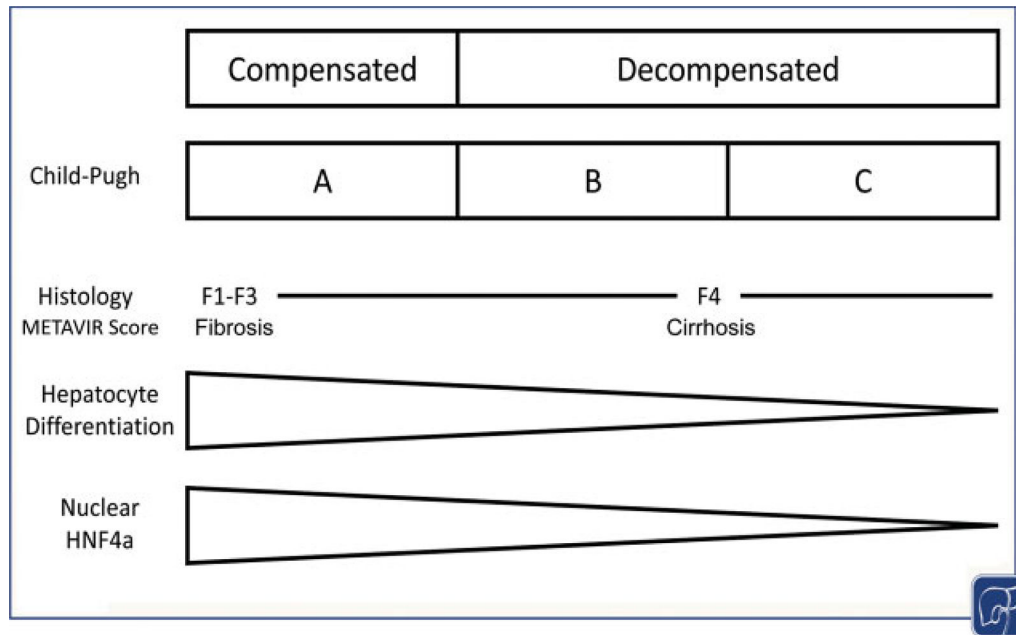 Compensated Decompensated
Child-Pugh A B C
Histology F1-F3 F4
METAVIR Score Fibrosis Cirrhosis
Hepatocyte
Differentiation
Nuclear
HNF4a